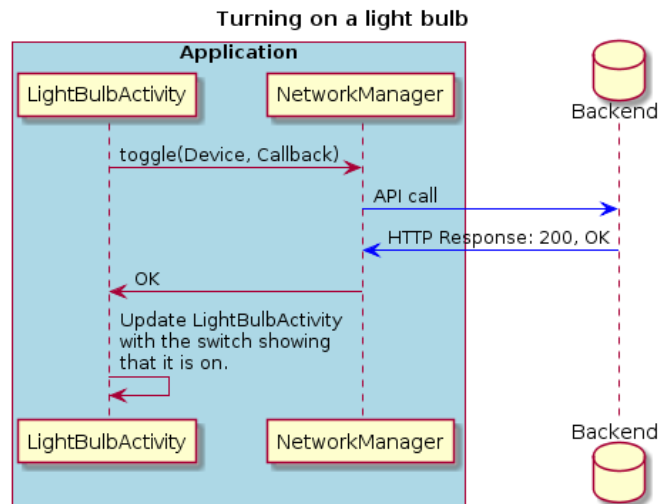 Turning on a light bulb
Application
LightBulbActivity
NetworkManager
Backend
toggle(Device, Callback)
API call
HTTP Response: 200, OK
OK
Update LightBulbActivity
with the switch showing
that it is on.
LightBulbActivity
NetworkManager
Backend